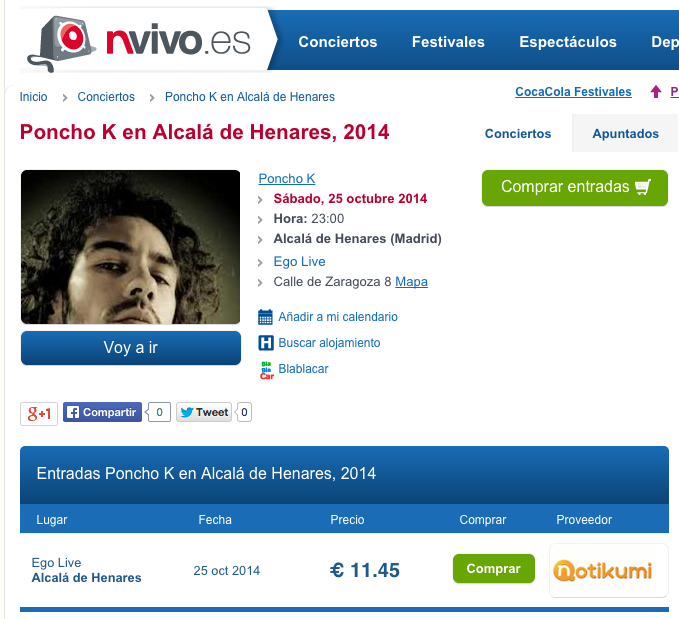 nvivo.es
Conciertos Festivales Espectáculos Dep
Inicio Conciertos Poncho K en Alcalá de Henares
CocaCola Festivales P
Poncho K en Alcalá de Henares, 2014
Conciertos Apuntados
Poncho K
Sábado, 25 octubre 2014
Hora: 23:00
Alcalá de Henares (Madrid)
Ego Live
Calle de Zaragoza 8 Mapa
Comprar entradas
Añadir a mi calendario
H Buscar alojamiento
Bla Bla Car Blablacar
Voy a ir
g+1 f Compartir 0 Tweet 0
Entradas Poncho K en Alcalá de Henares, 2014
Lugar Fecha Precio Comprar Proveedor
Ego Live
Alcalá de Henares
25 oct 2014 € 11.45 Comprar notikumi